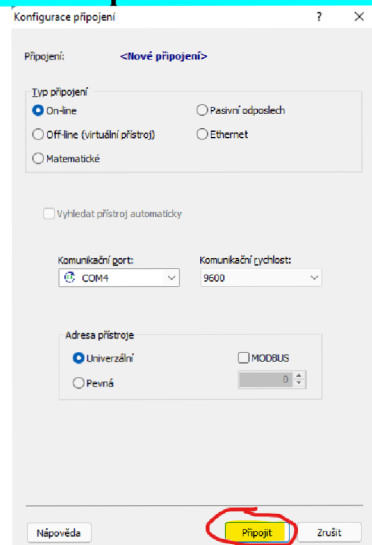 Konfigurace připojení ? ×
Připojení: <Nové připojení>
Typ připojení
On-line Pasivní odposlech
Off-line (virtuální přístroj) Ethernet
Matematické
Vyhledat přístroj automaticky
Komunikační port: Komunikační rychlost:
COM4 9600
Adresa přístroje
Univerzální MODBUS
Pevná 0
Nápověda Připojit Zrušit